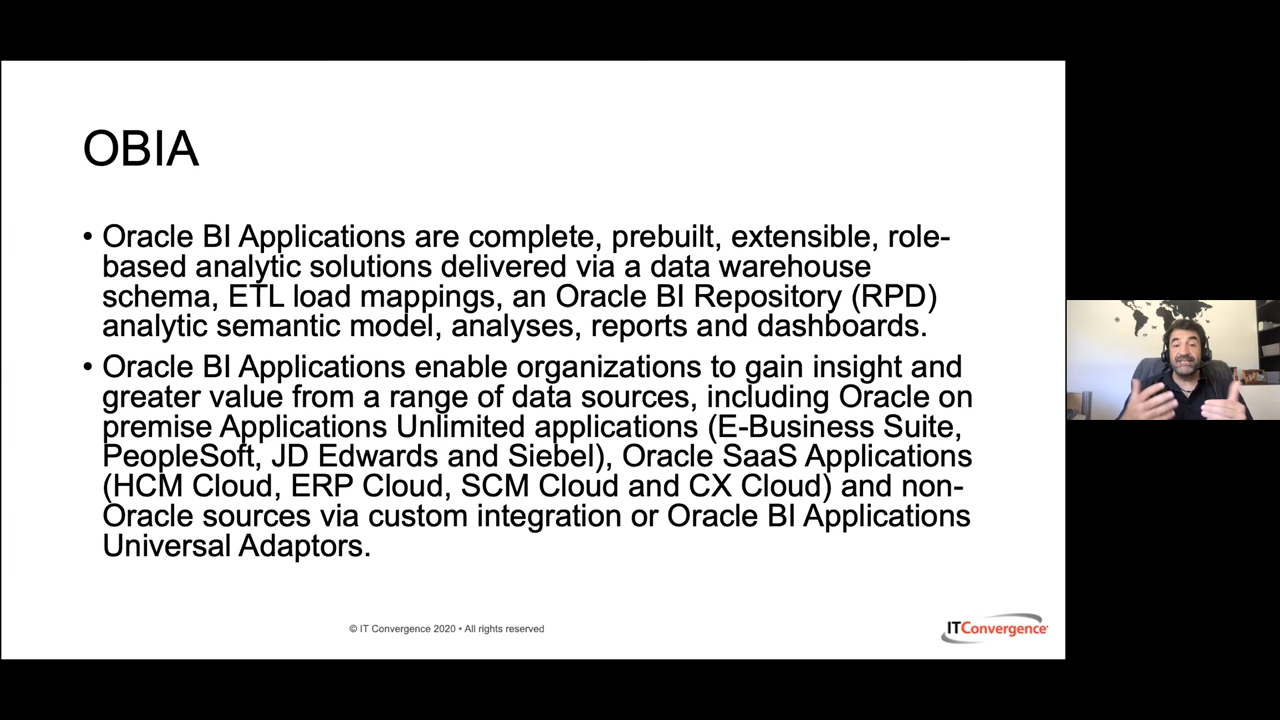 OBIA
• Oracle BI Applications are complete, prebuilt, extensible, role-
based analytic solutions delivered via a data warehouse
schema, ETL load mappings, an Oracle BI Repository (RPD)
analytic semantic model, analyses, reports and dashboards.
• Oracle BI Applications enable organizations to gain insight and
greater value from a range of data sources, including Oracle on
premise Applications Unlimited applications (E-Business Suite,
PeopleSoft, JD Edwards and Siebel), Oracle SaaS Applications
(HCM Cloud, ERP Cloud, SCM Cloud and CX Cloud) and non-
Oracle sources via custom integration or Oracle BI Applications
Universal Adaptors.
© IT Convergence 2020 • All rights reserved
ITConvergence